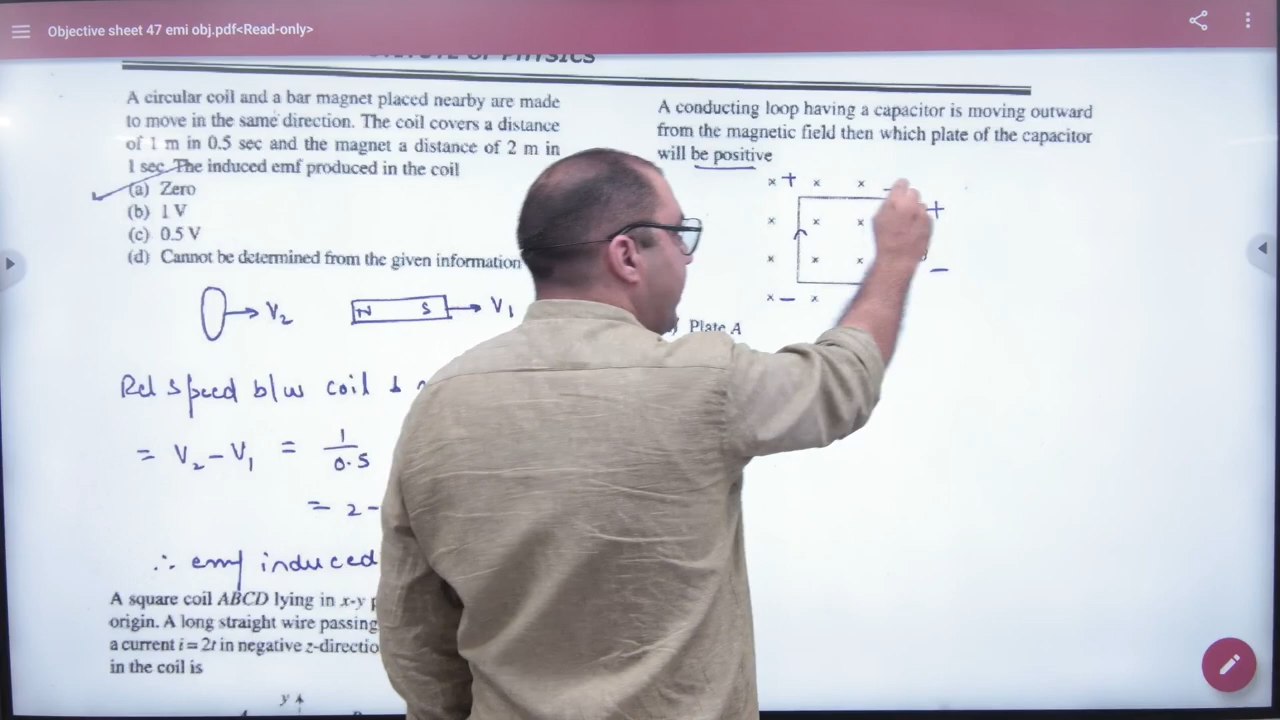 Objective sheet 47 emi obj.pdf<Read-only>
OF PHYSICS
A circular coil and a bar magnet placed nearby are made
to move in the same direction. The coil covers a distance
of 1 m in 0.5 sec and the magnet a distance of 2 m in
1 sec. The induced emf produced in the coil
(a) Zero
(b) 1 V
(c) 0.5 V
(d) Cannot be determined from the given information
V₂
N S
V₁
Rel speed b/w coil &
= V₂ - V₁ = 1/0.5
= 2 -
∴ emf induced
A square coil ABCD lying in x-y
origin. A long straight wire passing
a current i = 2t in negative z-directio
in the coil is
y
A conducting loop having a capacitor is moving outward
from the magnetic field then which plate of the capacitor
will be positive
× + × × -
× × × +
× × × -
× - ×
Plate A